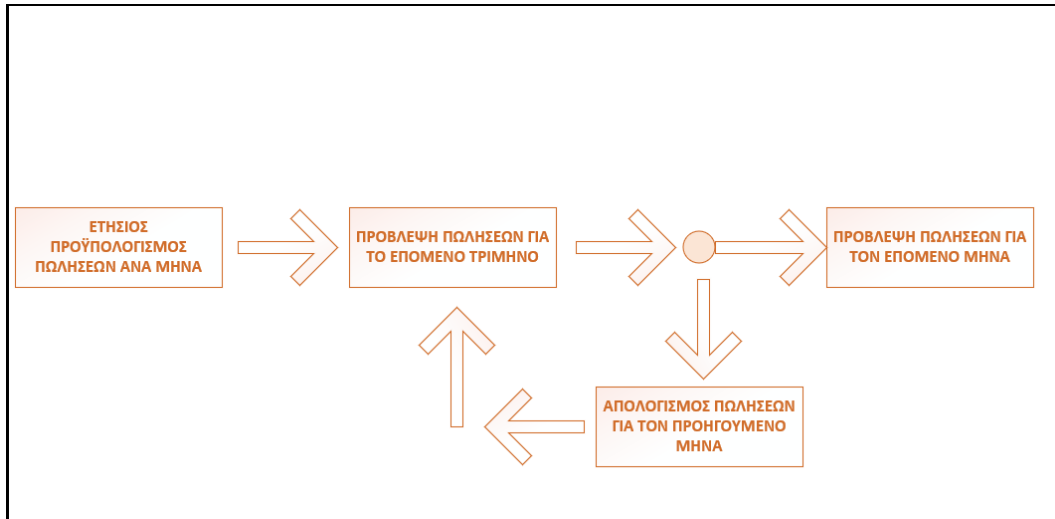 ΕΤΗΣΙΟΣ
ΠΡΟΫΠΟΛΟΓΙΣΜΟΣ
ΠΩΛΗΣΕΩΝ ΑΝΑ ΜΗΝΑ
ΠΡΟΒΛΕΨΗ ΠΩΛΗΣΕΩΝ ΓΙΑ
ΤΟ ΕΠΟΜΕΝΟ ΤΡΙΜΗΝΟ
ΠΡΟΒΛΕΨΗ ΠΩΛΗΣΕΩΝ ΓΙΑ
ΤΟΝ ΕΠΟΜΕΝΟ ΜΗΝΑ
ΑΠΟΛΟΓΙΣΜΟΣ ΠΩΛΗΣΕΩΝ
ΓΙΑ ΤΟΝ ΠΡΟΗΓΟΥΜΕΝΟ
ΜΗΝΑ